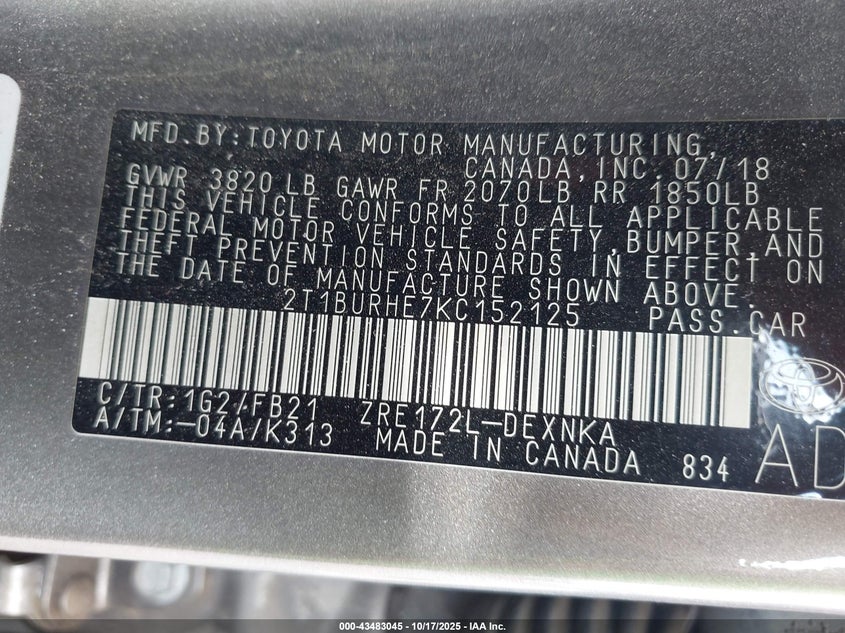 MFD.BY:TOYOTA MOTOR MANUFACTURING,
CANADA,INC.07/18
GVWR 3820 LB GAWR FR 2070LB RR 1850LB
THIS VEHICLE CONFORMS TO ALL APPLICABLE
FEDERAL MOTOR VEHICLE SAFETY,BUMPER,AND
THEFT PREVENTION STANDARDS IN EFFECT ON
THE DATE OF MANUFACTURE SHOWN ABOVE.
2T1BURHE7KC152125 PASS.CAR
C/TR:1G2/FB21 ZRE172L-DEXNKA
A/TM:-04A/K313 MADE IN CANADA 834 AD
000-43483045 | 10/17/2025 - IAA Inc.